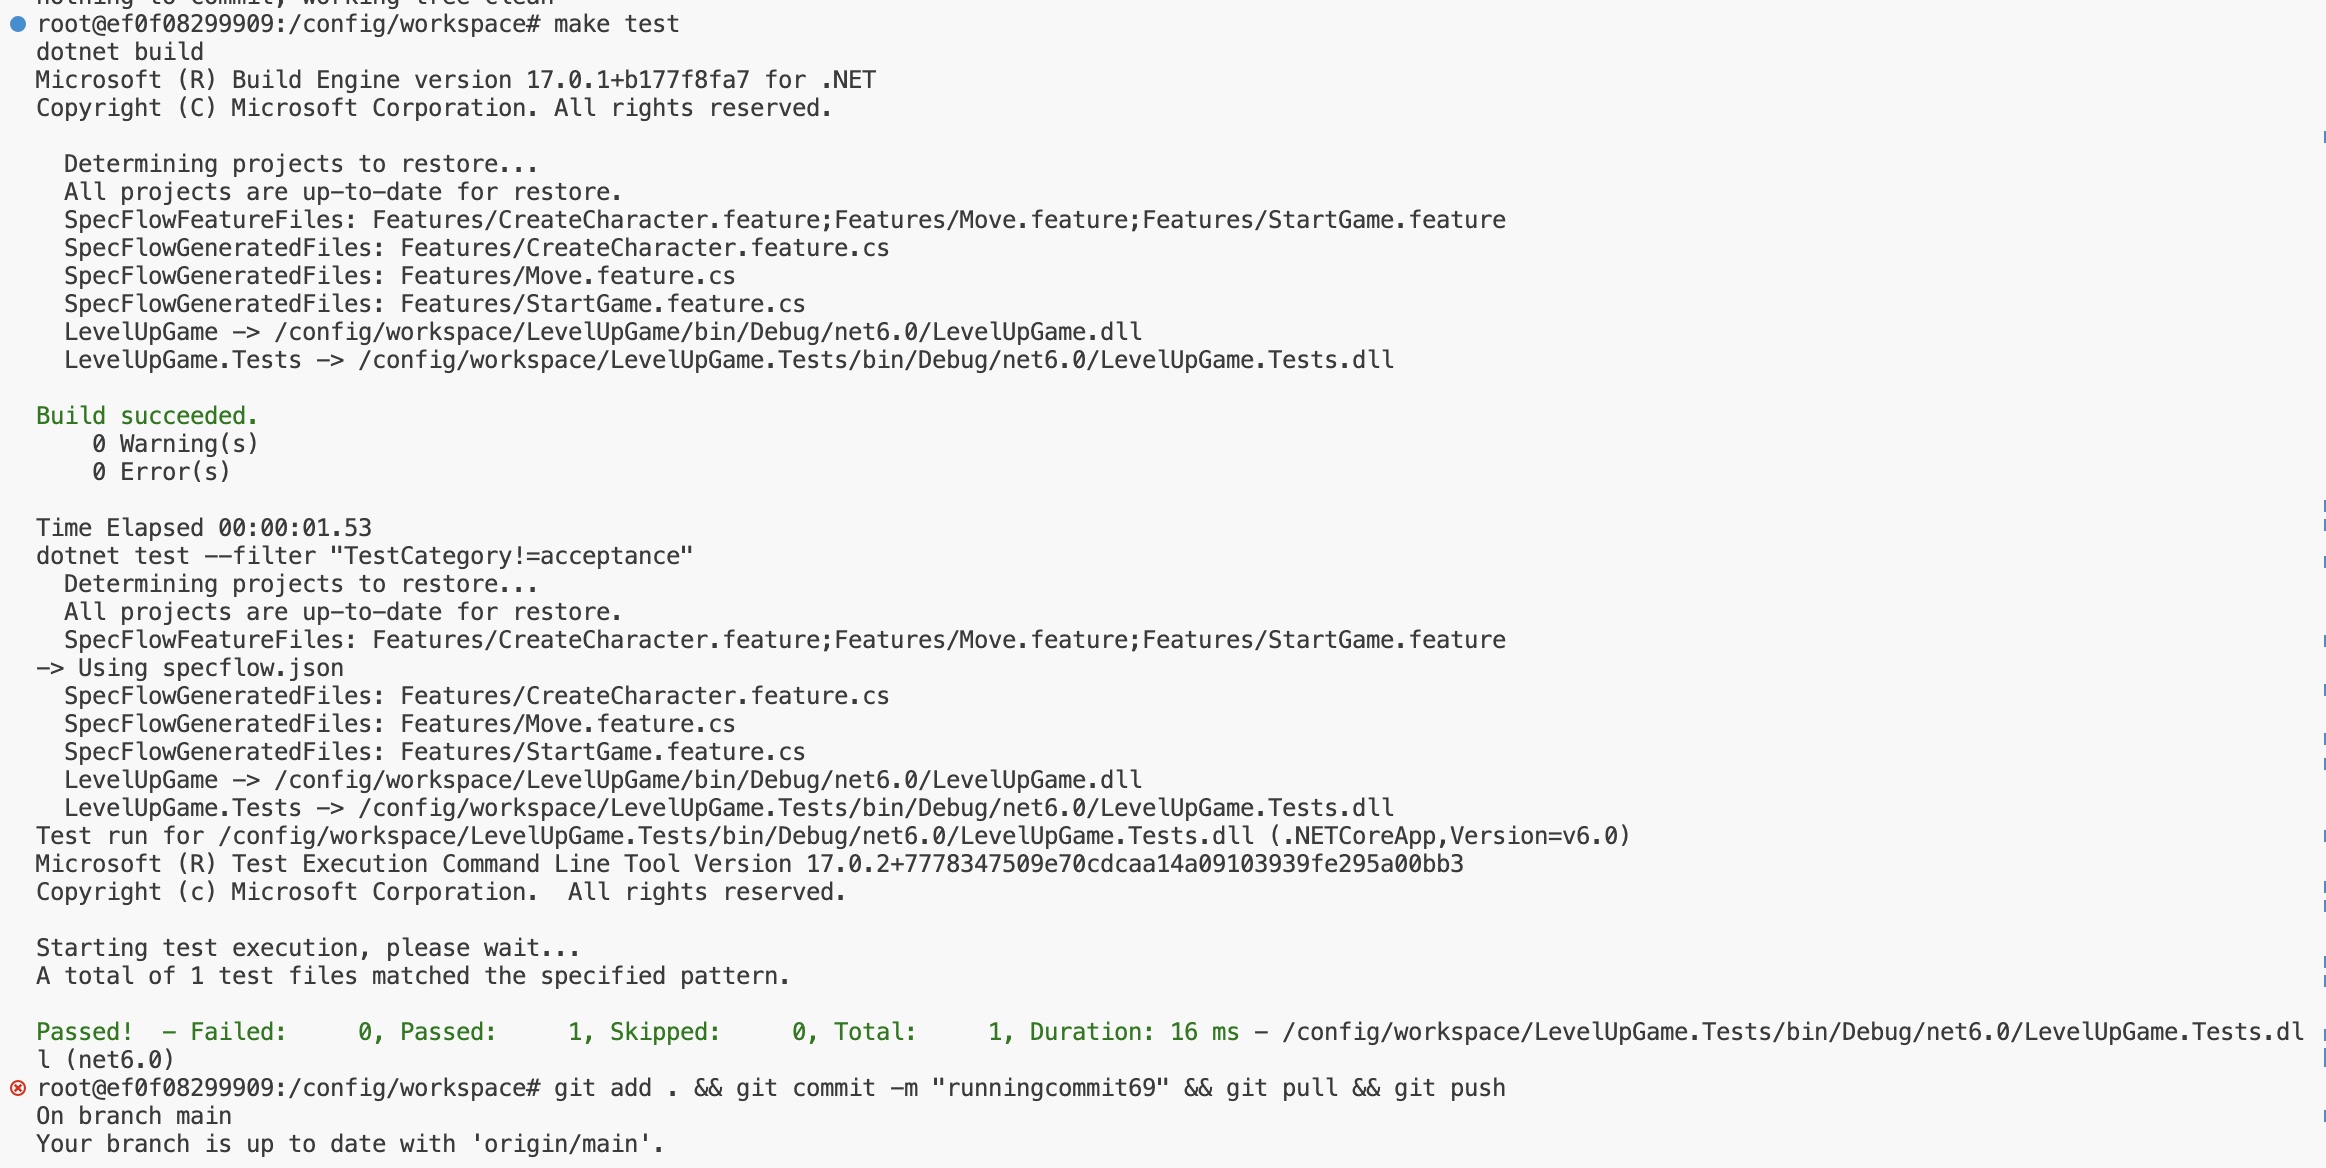 nothing to commit, working tree clean
root@ef0f08299909:/config/workspace# make test
dotnet build
Microsoft (R) Build Engine version 17.0.1+b177f8fa7 for .NET
Copyright (C) Microsoft Corporation. All rights reserved.

  Determining projects to restore...
  All projects are up-to-date for restore.
  SpecFlowFeatureFiles: Features/CreateCharacter.feature;Features/Move.feature;Features/StartGame.feature
  SpecFlowGeneratedFiles: Features/CreateCharacter.feature.cs
  SpecFlowGeneratedFiles: Features/Move.feature.cs
  SpecFlowGeneratedFiles: Features/StartGame.feature.cs
  LevelUpGame -> /config/workspace/LevelUpGame/bin/Debug/net6.0/LevelUpGame.dll
  LevelUpGame.Tests -> /config/workspace/LevelUpGame.Tests/bin/Debug/net6.0/LevelUpGame.Tests.dll

Build succeeded.
    0 Warning(s)
    0 Error(s)

Time Elapsed 00:00:01.53
dotnet test --filter "TestCategory!=acceptance"
  Determining projects to restore...
  All projects are up-to-date for restore.
  SpecFlowFeatureFiles: Features/CreateCharacter.feature;Features/Move.feature;Features/StartGame.feature
-> Using specflow.json
  SpecFlowGeneratedFiles: Features/CreateCharacter.feature.cs
  SpecFlowGeneratedFiles: Features/Move.feature.cs
  SpecFlowGeneratedFiles: Features/StartGame.feature.cs
  LevelUpGame -> /config/workspace/LevelUpGame/bin/Debug/net6.0/LevelUpGame.dll
  LevelUpGame.Tests -> /config/workspace/LevelUpGame.Tests/bin/Debug/net6.0/LevelUpGame.Tests.dll
Test run for /config/workspace/LevelUpGame.Tests/bin/Debug/net6.0/LevelUpGame.Tests.dll (.NETCoreApp,Version=v6.0)
Microsoft (R) Test Execution Command Line Tool Version 17.0.2+7778347509e70cdcaa14a09103939fe295a00bb3
Copyright (c) Microsoft Corporation.  All rights reserved.

Starting test execution, please wait...
A total of 1 test files matched the specified pattern.

Passed!  - Failed:     0, Passed:     1, Skipped:     0, Total:     1, Duration: 16 ms - /config/workspace/LevelUpGame.Tests/bin/Debug/net6.0/LevelUpGame.Tests.dl
l (net6.0)
root@ef0f08299909:/config/workspace# git add . && git commit -m "runningcommit69" && git pull && git push
On branch main
Your branch is up to date with 'origin/main'.